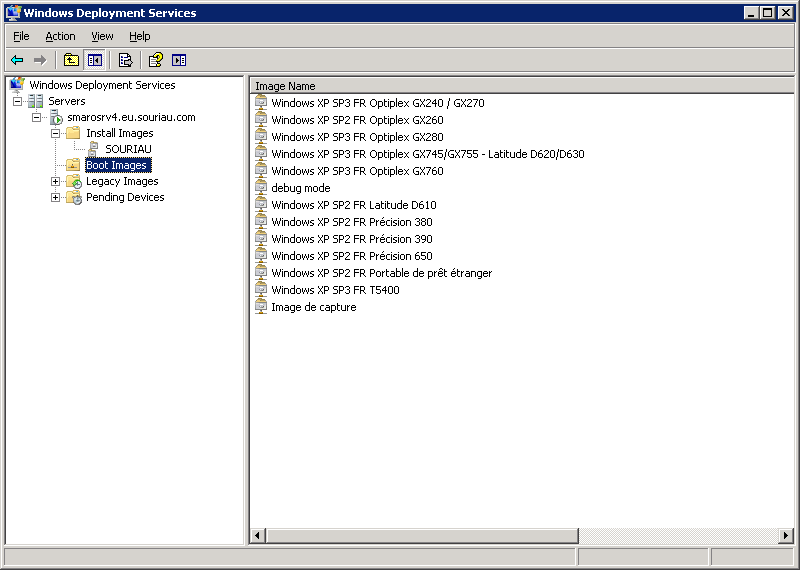 Windows Deployment Services
File Action View Help
Windows Deployment Services
Servers
smarosrv4.eu.souriau.com
Install Images
SOURIAU
Boot Images
Legacy Images
Pending Devices
Image Name
Windows XP SP3 FR Optiplex GX240 / GX270
Windows XP SP2 FR Optiplex GX260
Windows XP SP3 FR Optiplex GX280
Windows XP SP3 FR Optiplex GX745/GX755 - Latitude D620/D630
Windows XP SP3 FR Optiplex GX760
debug mode
Windows XP SP2 FR Latitude D610
Windows XP SP2 FR Précision 380
Windows XP SP2 FR Précision 390
Windows XP SP2 FR Précision 650
Windows XP SP2 FR Portable de prêt étranger
Windows XP SP3 FR T5400
Image de capture